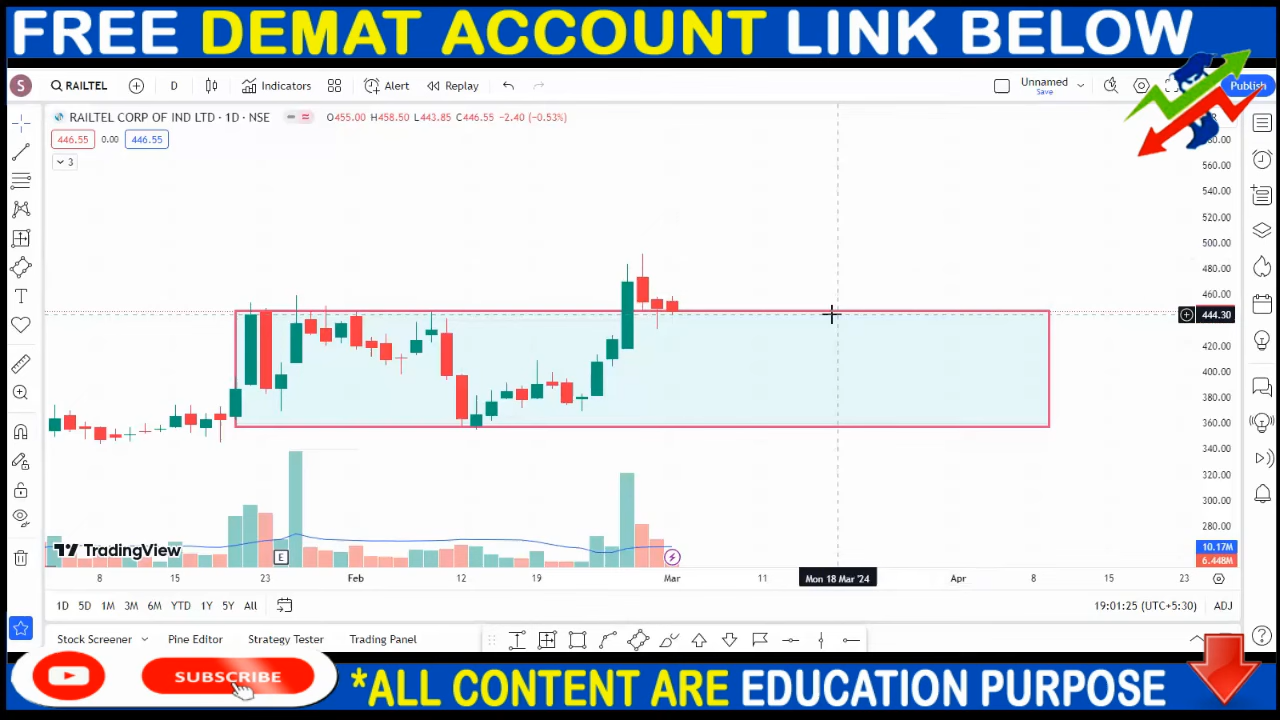 FREE DEMAT ACCOUNT LINK BELOW
S RAILTEL D Indicators Alert Replay Unnamed Save Publish
RAILTEL CORP OF IND LTD · 1D · NSE O455.00 H458.50 L443.85 C446.55 −2.40 (−0.53%)
446.55 0.00 446.55
3
560.00
540.00
520.00
500.00
480.00
460.00
444.30
420.00
400.00
380.00
360.00
340.00
320.00
300.00
280.00
E
TradingView
10.17M
6.448M
8 15 23 Feb 12 19 Mar 11 Mon 18 Mar '24 Apr 8 15 23
1D 5D 1M 3M 6M YTD 1Y 5Y All 19:01:25 (UTC+5:30) ADJ
Stock Screener Pine Editor Strategy Tester Trading Panel
SUBSCRIBE
*ALL CONTENT ARE EDUCATION PURPOSE